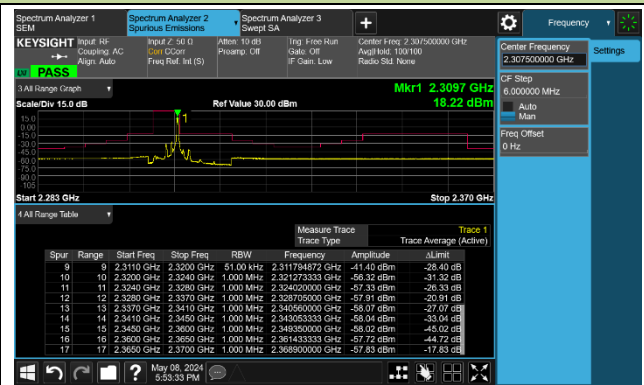 Spectrum Analyzer 1
SEM
Spectrum Analyzer 2
Spurious Emissions
Spectrum Analyzer 3
Swept SA
Frequency
KEYSIGHT
Input: RF
Coupling: AC
Align: Auto
Input Z: 50 Ω
Corr CCorr
Freq Ref: Int (S)
Atten: 10 dB
Preamp: Off
Trig: Free Run
Gate: Off
IF Gain: Low
Center Freq: 2.307500000 GHz
Avg|Hold: 100/100
Radio Std: None
LXI PASS
Center Frequency
2.307500000 GHz
Settings
CF Step
6.000000 MHz
Auto
Man
Freq Offset
0 Hz
3 All Range Graph
Mkr1 2.3097 GHz
Scale/Div 15.0 dB
Ref Value 30.00 dBm
18.22 dBm
1
15.0
0.00
-15.0
-30.0
-45.0
-60.0
-75.0
-90.0
-105
Start 2.283 GHz
Stop 2.370 GHz
4 All Range Table
Measure Trace Trace 1
Trace Type Trace Average (Active)
Spur Range Start Freq Stop Freq RBW Frequency Amplitude ΔLimit
9 9 2.3110 GHz 2.3200 GHz 51.00 kHz 2.311794872 GHz -41.40 dBm -28.40 dB
10 10 2.3200 GHz 2.3240 GHz 1.000 MHz 2.321273333 GHz -56.32 dBm -31.32 dB
11 11 2.3240 GHz 2.3280 GHz 1.000 MHz 2.324020000 GHz -57.33 dBm -26.33 dB
12 12 2.3280 GHz 2.3370 GHz 1.000 MHz 2.328705000 GHz -57.91 dBm -20.91 dB
13 13 2.3370 GHz 2.3410 GHz 1.000 MHz 2.340560000 GHz -58.07 dBm -27.07 dB
14 14 2.3410 GHz 2.3450 GHz 1.000 MHz 2.343053333 GHz -58.04 dBm -33.04 dB
15 15 2.3450 GHz 2.3600 GHz 1.000 MHz 2.349350000 GHz -58.02 dBm -45.02 dB
16 16 2.3600 GHz 2.3650 GHz 1.000 MHz 2.361433333 GHz -57.72 dBm -44.72 dB
17 17 2.3650 GHz 2.3700 GHz 1.000 MHz 2.368900000 GHz -57.83 dBm -17.83 dB
May 08, 2024
5:53:33 PM